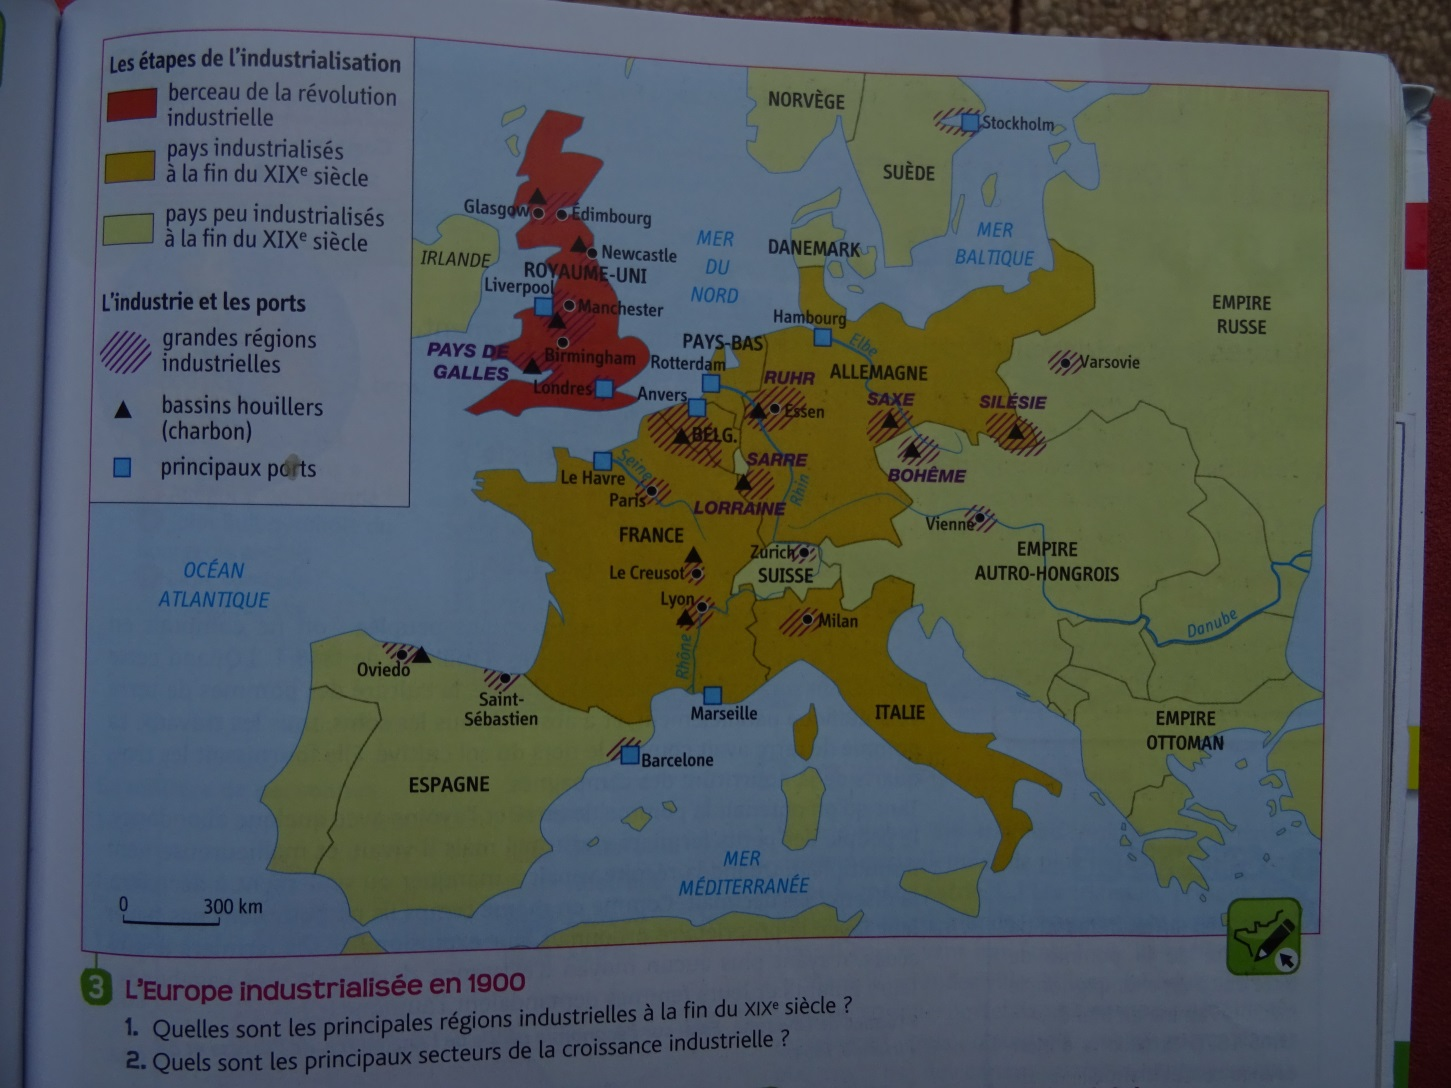 Les étapes de l'industrialisation
berceau de la révolution
industrielle
pays industrialisés
à la fin du XIXe siècle
pays peu industrialisés
à la fin du XIXe siècle
L'industrie et les ports
grandes régions
industrielles
bassins houillers
(charbon)
principaux ports
NORVÈGE
Stockholm
SUÈDE
Glasgow
Édimbourg
IRLANDE
Newcastle
ROYAUME-UNI
Liverpool
Manchester
MER
DU
NORD
DANEMARK
MER
BALTIQUE
EMPIRE
RUSSE
Hambourg
Elbe
PAYS DE
GALLES
Birmingham
Londres
PAYS-BAS
Rotterdam
Anvers
RUHR
Essen
ALLEMAGNE
SAXE
SILÉSIE
Varsovie
BELG.
SARRE
BOHÊME
Le Havre
Seine
Paris
LORRAINE
Rhin
Vienne
FRANCE
Zurich
SUISSE
EMPIRE
AUTRO-HONGROIS
Le Creusot
Lyon
Milan
Danube
OCÉAN
ATLANTIQUE
Rhône
Oviedo
Saint-
Sébastien
Marseille
ITALIE
EMPIRE
OTTOMAN
Barcelone
ESPAGNE
MER
MÉDITERRANÉE
0 300 km
3 L'Europe industrialisée en 1900
1. Quelles sont les principales régions industrielles à la fin du XIXe siècle ?
2. Quels sont les principaux secteurs de la croissance industrielle ?